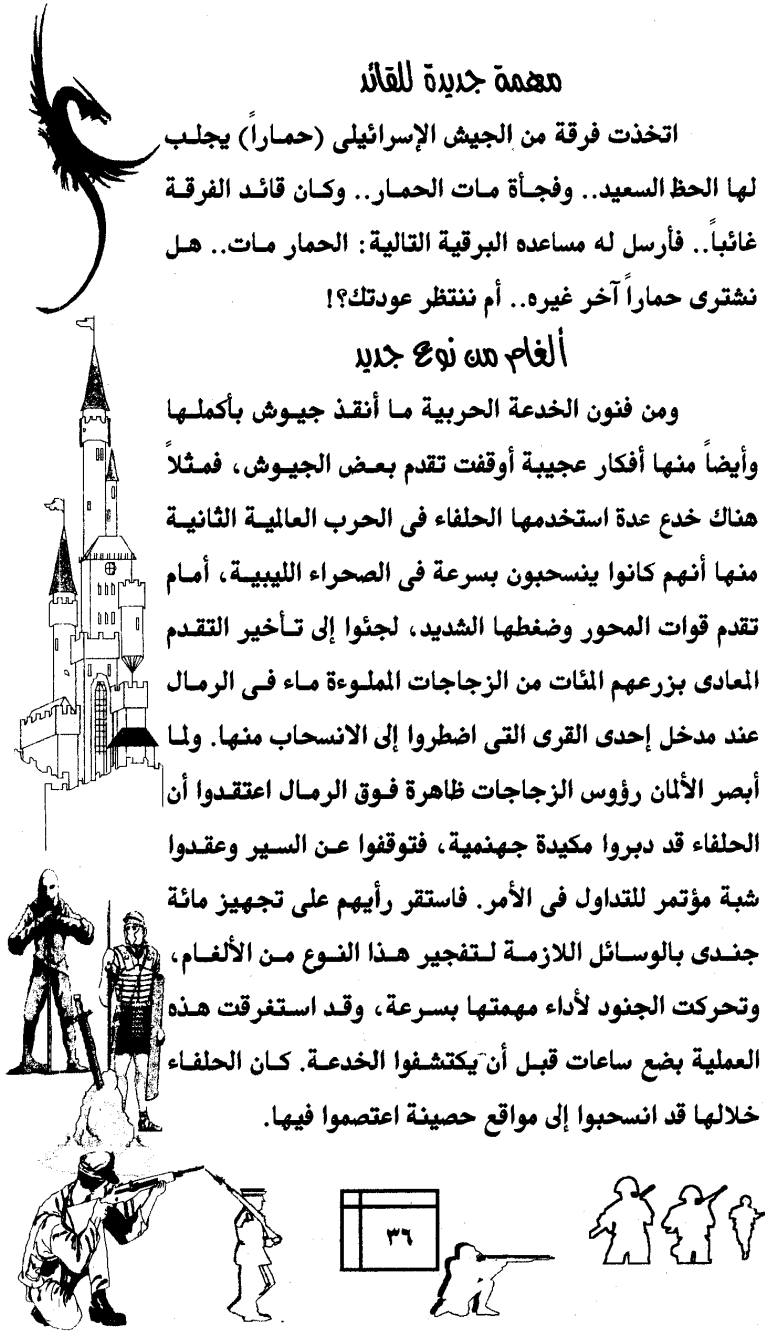 مهمة جديدة للقائد
اتخذت فرقة من الجيش الإسرائيلى (حماراً) يجلب
لها الحظ السعيد.. وفجأة مات الحمار.. وكان قائد الفرقة
غائباً.. فأرسل له مساعده البرقية التالية: الحمار مات.. هل
نشترى حماراً آخر غيره.. أم ننتظر عودتك؟!
ألغام من نوع جديد
ومن فنون الخدعة الحربية ما أنقذ جيوش بأكملها
وأيضاً منها أفكار عجيبة أوقفت تقدم بعض الجيوش، فمثلاً
هناك خدع عدة استخدمها الحلفاء فى الحرب العالمية الثانية
منها أنهم كانوا ينسحبون بسرعة فى الصحراء الليبية، أمام
تقدم قوات المحور وضغطها الشديد، لجئوا إلى تأخير التقدم
المعادى بزرعهم المئات من الزجاجات المملوءة ماء فى الرمال
عند مدخل إحدى القرى التى اضطروا إلى الانسحاب منها. ولما
أبصر الألمان رؤوس الزجاجات ظاهرة فوق الرمال اعتقدوا أن
الحلفاء قد دبروا مكيدة جهنمية، فتوقفوا عن السير وعقدوا
شبة مؤتمر للتداول فى الأمر. فاستقر رأيهم على تجهيز مائة
جندى بالوسائل اللازمة لتفجير هذا النوع من الألغام،
وتحركت الجنود لأداء مهمتها بسرعة، وقد استغرقت هذه
العملية بضع ساعات قبل أن يكتشفوا الخدعة. كان الحلفاء
خلالها قد انسحبوا إلى مواقع حصينة اعتصموا فيها.
٣٦